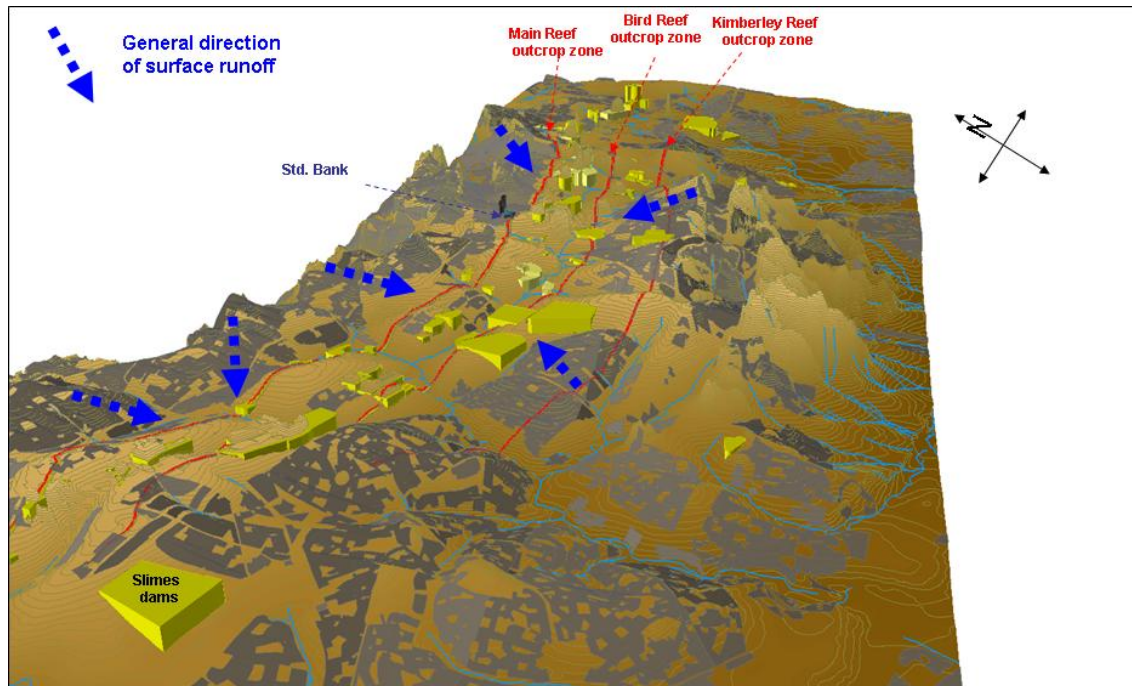 General direction
of surface runoff
Main Reef
outcrop zone
Bird Reef
outcrop zone
Kimberley Reef
outcrop zone
N
Std. Bank
Slimes
dams